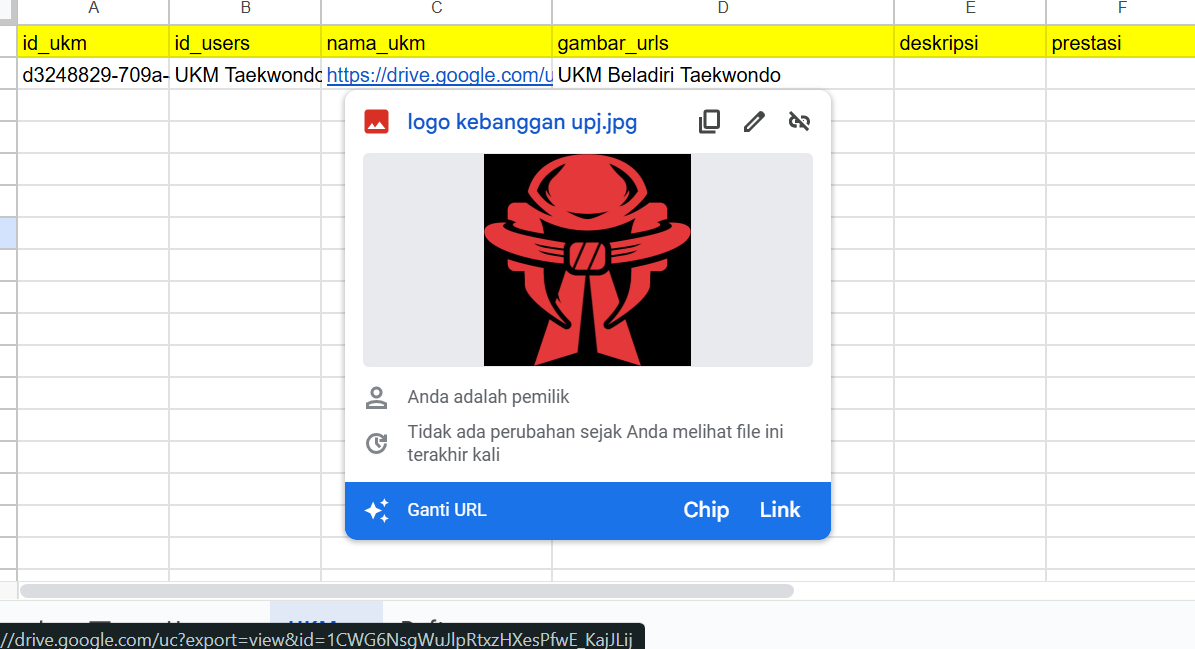 A B C D E F
id_ukm id_users nama_ukm gambar_urls deskripsi prestasi
d3248829-709a- UKM Taekwondo https://drive.google.com/u UKM Beladiri Taekwondo
logo kebanggan upj.jpg
Anda adalah pemilik
Tidak ada perubahan sejak Anda melihat file ini
terakhir kali
Ganti URL Chip Link
UKM
//drive.google.com/uc?export=view&id=1CWG6NsgWuJlpRtxzHXesPfwE_KajJLij